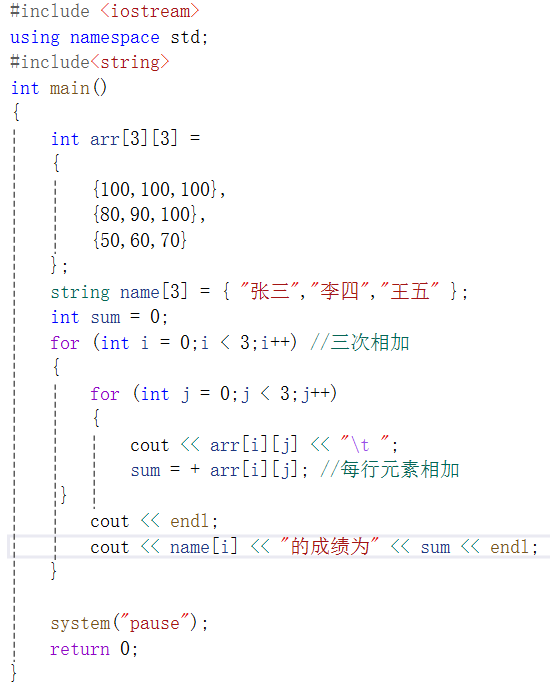 #include <iostream>
using namespace std;
#include<string>
int main()
{
int arr[3][3] =
{
{100,100,100},
{80,90,100},
{50,60,70}
};
string name[3] = { "张三","李四","王五" };
int sum = 0;
for (int i = 0;i < 3;i++) //三次相加
{
for (int j = 0;j < 3;j++)
{
cout << arr[i][j] << "\t ";
sum = + arr[i][j]; //每行元素相加
}
cout << endl;
cout << name[i] << "的成绩为" << sum << endl;
}
system("pause");
return 0;
}